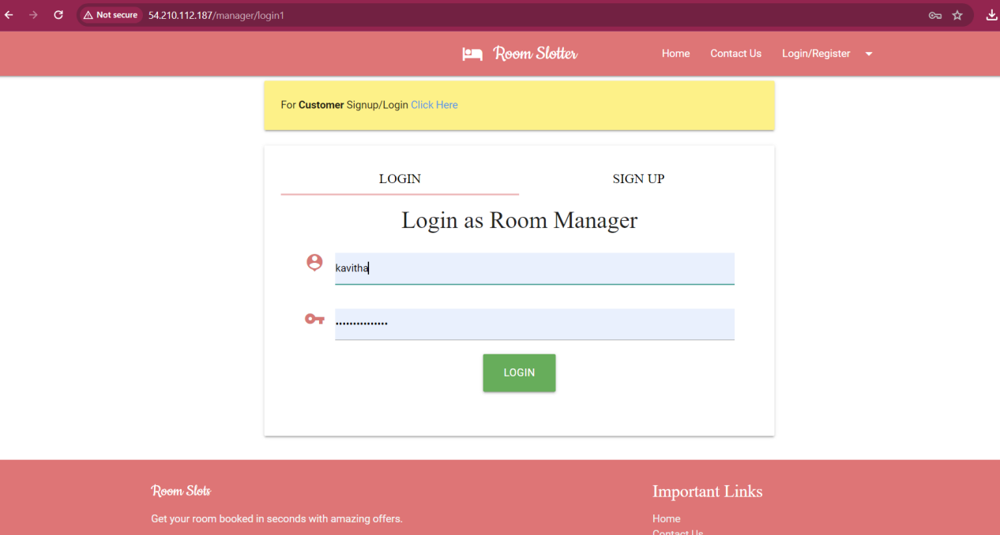 Not secure 54.210.112.187/manager/login1
Room Slotter Home Contact Us Login/Register
For Customer Signup/Login Click Here
LOGIN SIGN UP
Login as Room Manager
kavitha
•••••••••••••••
LOGIN
Room Slots Important Links
Get your room booked in seconds with amazing offers. Home
Contact Us